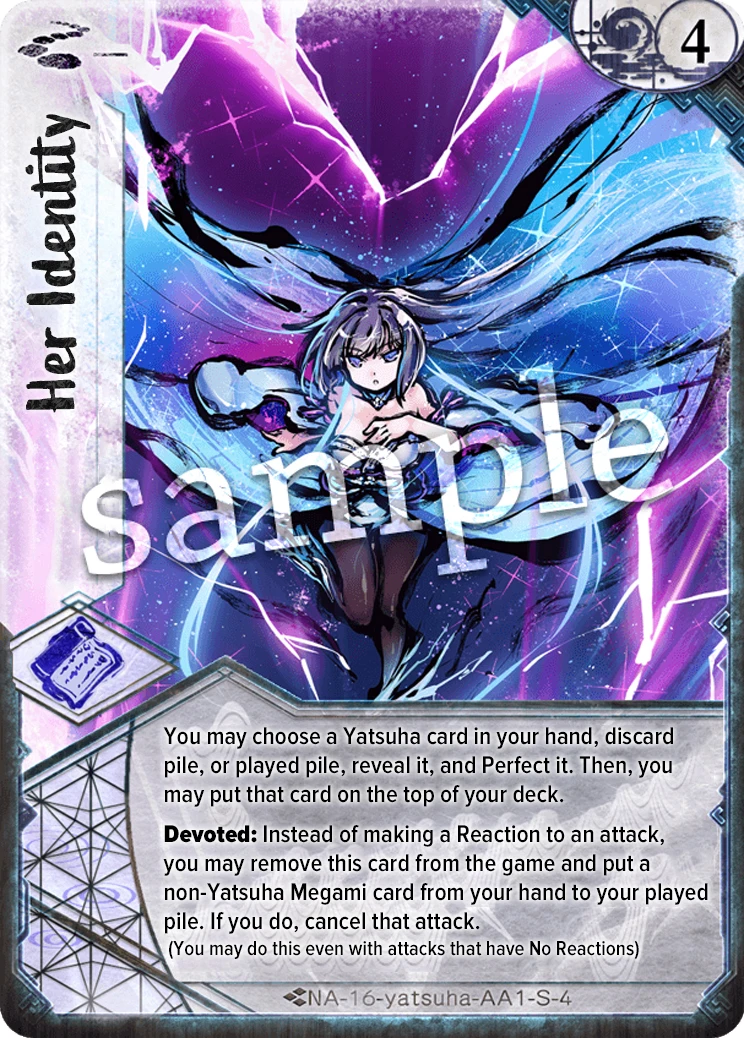 4
Her Identity
sample
You may choose a Yatsuha card in your hand, discard
pile, or played pile, reveal it, and Perfect it. Then, you
may put that card on the top of your deck.
Devoted: Instead of making a Reaction to an attack,
you may remove this card from the game and put a
non-Yatsuha Megami card from your hand to your played
pile. If you do, cancel that attack.
(You may do this even with attacks that have No Reactions)
NA-16-yatsuha-AA1-S-4